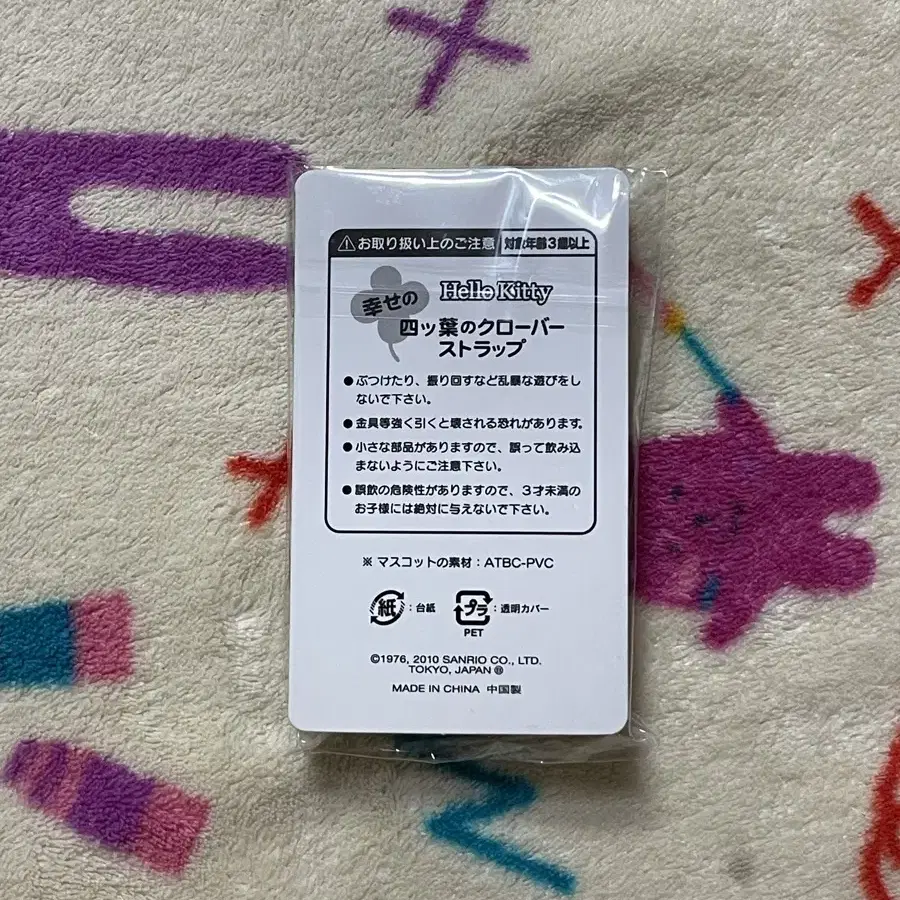 お取り扱い上のご注意 対象年齢3歳以上
幸せの Hello Kitty
四ッ葉のクローバー
ストラップ
●ぶつけたり、振り回すなど乱暴な遊びをし
ないで下さい。
●金具等強く引くと壊される恐れがあります。
●小さな部品がありますので、誤って飲み込
まないようにご注意下さい。
●誤飲の危険性がありますので、3才未満の
お子様には絶対に与えないで下さい。
※ マスコットの素材：ATBC-PVC
紙：台紙 プラ：透明カバー
PET
©1976, 2010 SANRIO CO., LTD.
TOKYO, JAPAN
MADE IN CHINA 中国製